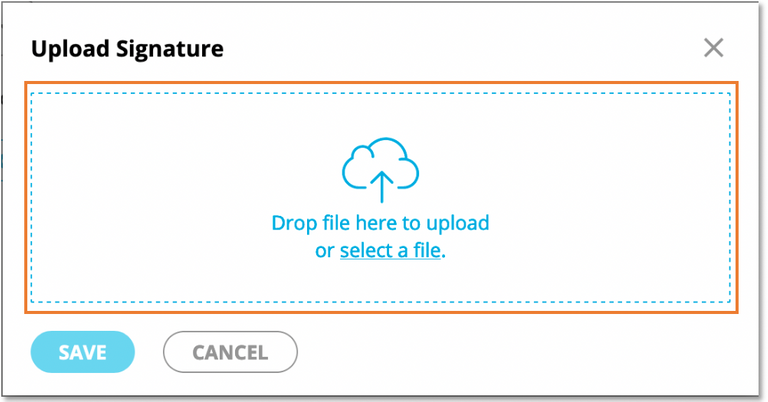 Upload Signature
Drop file here to upload
or select a file.
SAVE
CANCEL